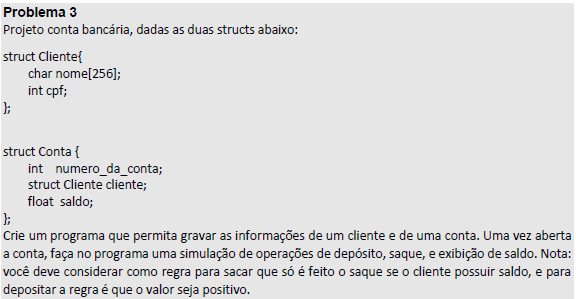 Problema 3
Projeto conta bancária, dadas as duas structs abaixo:
struct Cliente{
char nome[256];
int cpf;
};
struct Conta {
int numero_da_conta;
struct Cliente cliente;
float saldo;
};
Crie um programa que permita gravar as informações de um cliente e de uma conta. Uma vez aberta
a conta, faça no programa uma simulação de operações de depósito, saque, e exibição de saldo. Nota:
você deve considerar como regra para sacar que só é feito o saque se o cliente possuir saldo, e para
depositar a regra é que o valor seja positivo.